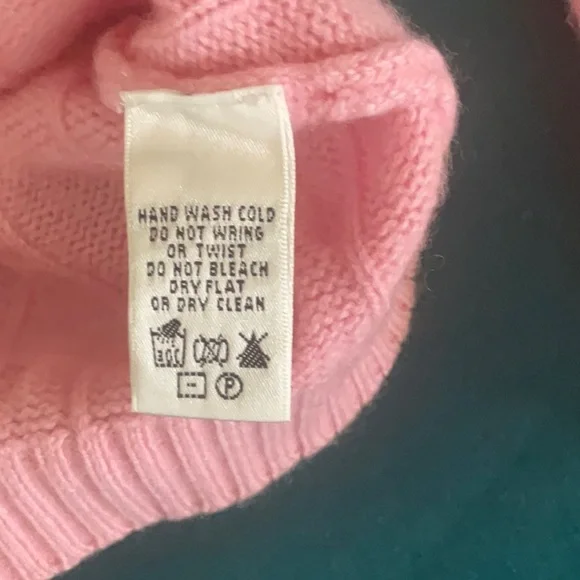 HAND WASH COLD
DO NOT WRING
OR TWIST
DO NOT BLEACH
DRY FLAT
OR DRY CLEAN
30C
P